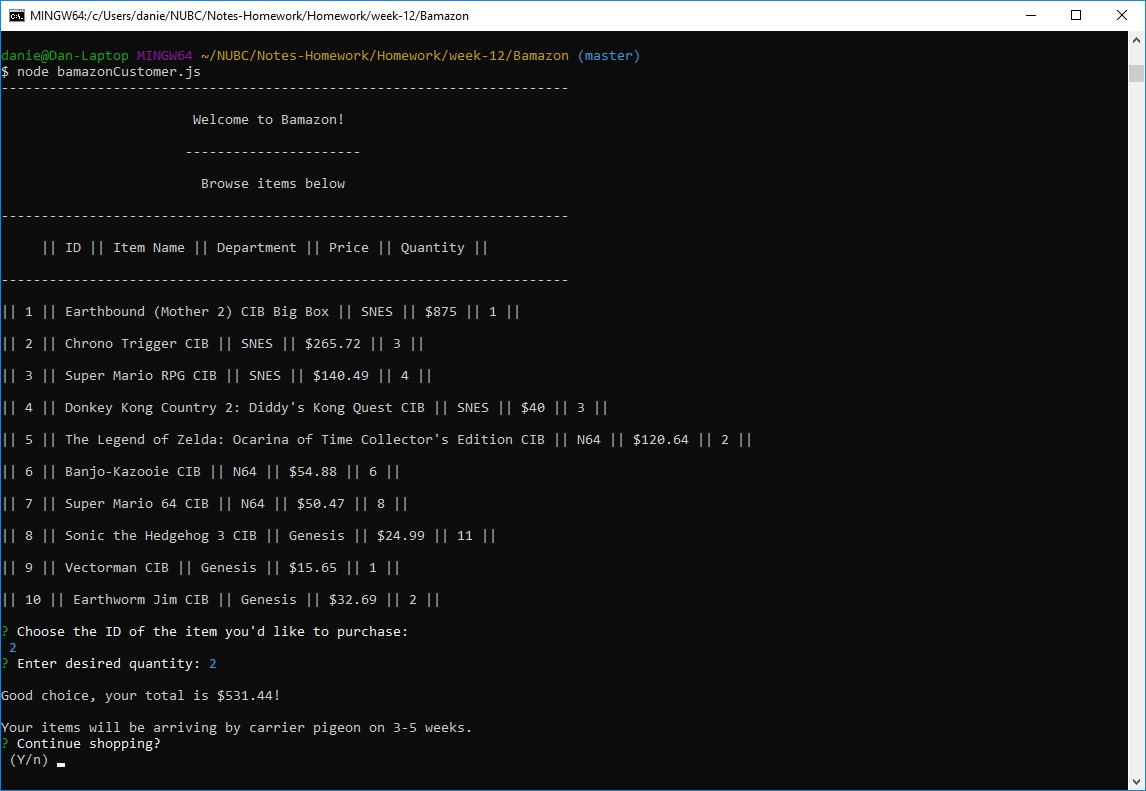 MINGW64:/c/Users/danie/NUBC/Notes-Homework/Homework/week-12/Bamazon
danie@Dan-Laptop MINGW64 ~/NUBC/Notes-Homework/Homework/week-12/Bamazon (master)
$ node bamazonCustomer.js
-----------------------------------------------------------------------
Welcome to Bamazon!
----------------------
Browse items below
-----------------------------------------------------------------------
|| ID || Item Name || Department || Price || Quantity ||
-----------------------------------------------------------------------
|| 1 || Earthbound (Mother 2) CIB Big Box || SNES || $875 || 1 ||
|| 2 || Chrono Trigger CIB || SNES || $265.72 || 3 ||
|| 3 || Super Mario RPG CIB || SNES || $140.49 || 4 ||
|| 4 || Donkey Kong Country 2: Diddy's Kong Quest CIB || SNES || $40 || 3 ||
|| 5 || The Legend of Zelda: Ocarina of Time Collector's Edition CIB || N64 || $120.64 || 2 ||
|| 6 || Banjo-Kazooie CIB || N64 || $54.88 || 6 ||
|| 7 || Super Mario 64 CIB || N64 || $50.47 || 8 ||
|| 8 || Sonic the Hedgehog 3 CIB || Genesis || $24.99 || 11 ||
|| 9 || Vectorman CIB || Genesis || $15.65 || 1 ||
|| 10 || Earthworm Jim CIB || Genesis || $32.69 || 2 ||
? Choose the ID of the item you'd like to purchase:
2
? Enter desired quantity: 2
Good choice, your total is $531.44!
Your items will be arriving by carrier pigeon on 3-5 weeks.
? Continue shopping?
(Y/n)